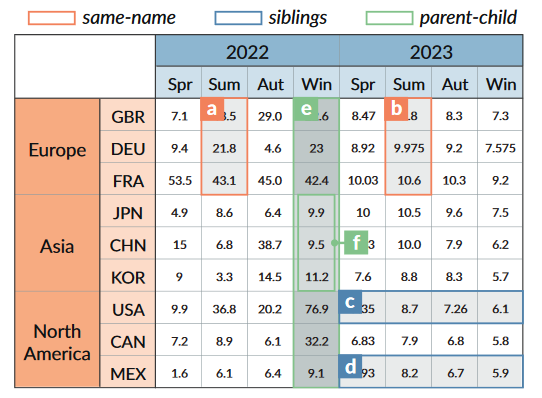 same-name siblings parent-child
2022 2023
Spr Sum Aut Win Spr Sum Aut Win
GBR 7.1 a .5 29.0 e .6 8.47 b .8 8.3 7.3
Europe DEU 9.4 21.8 4.6 23 8.92 9.975 9.2 7.575
FRA 53.5 43.1 45.0 42.4 10.03 10.6 10.3 9.2
JPN 4.9 8.6 6.4 9.9 10 10.5 9.6 7.5
Asia CHN 15 6.8 38.7 9.5 f 3 10.0 7.9 6.2
KOR 9 3.3 14.5 11.2 7.6 8.8 8.3 5.7
USA 9.9 36.8 20.2 76.9 c 35 8.7 7.26 6.1
North
America CAN 7.2 8.9 6.1 32.2 6.83 7.9 6.8 5.8
MEX 1.6 6.1 6.4 9.1 d 93 8.2 6.7 5.9